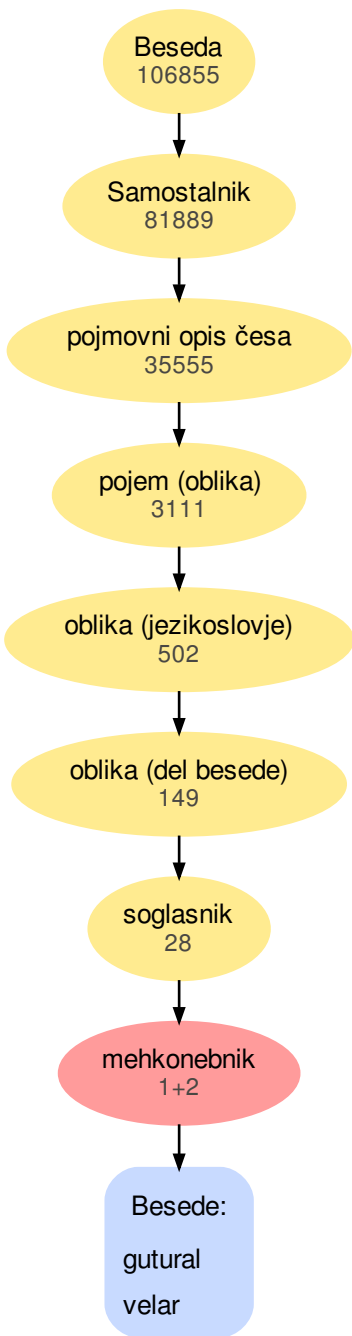 Beseda
106855
Samostalnik
81889
pojmovni opis česa
35555
pojem (oblika)
3111
oblika (jezikoslovje)
502
oblika (del besede)
149
soglasnik
28
mehkonebnik
1+2
Besede:
gutural
velar